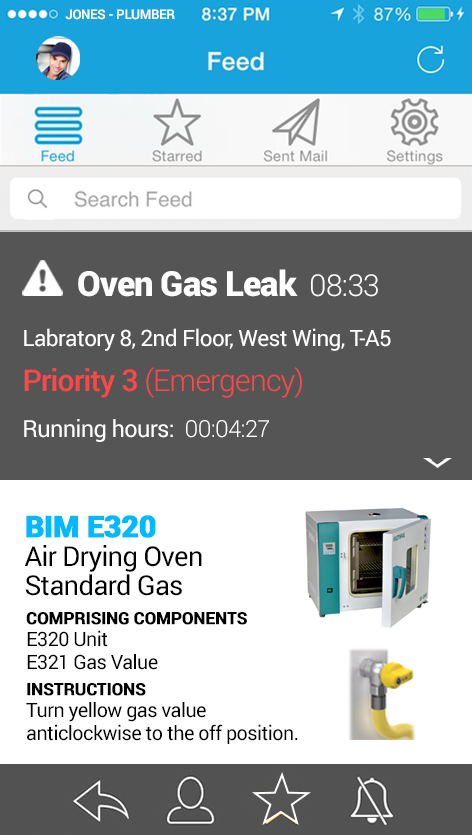 JONES - PLUMBER 8:37 PM 87%
Feed
Feed Starred Sent Mail Settings
Search Feed
Oven Gas Leak 08:33
Labratory 8, 2nd Floor, West Wing, T-A5
Priority 3 (Emergency)
Running hours: 00:04:27
BIM E320
Air Drying Oven
Standard Gas
COMPRISING COMPONENTS
E320 Unit
E321 Gas Value
INSTRUCTIONS
Turn yellow gas value
anticlockwise to the off position.